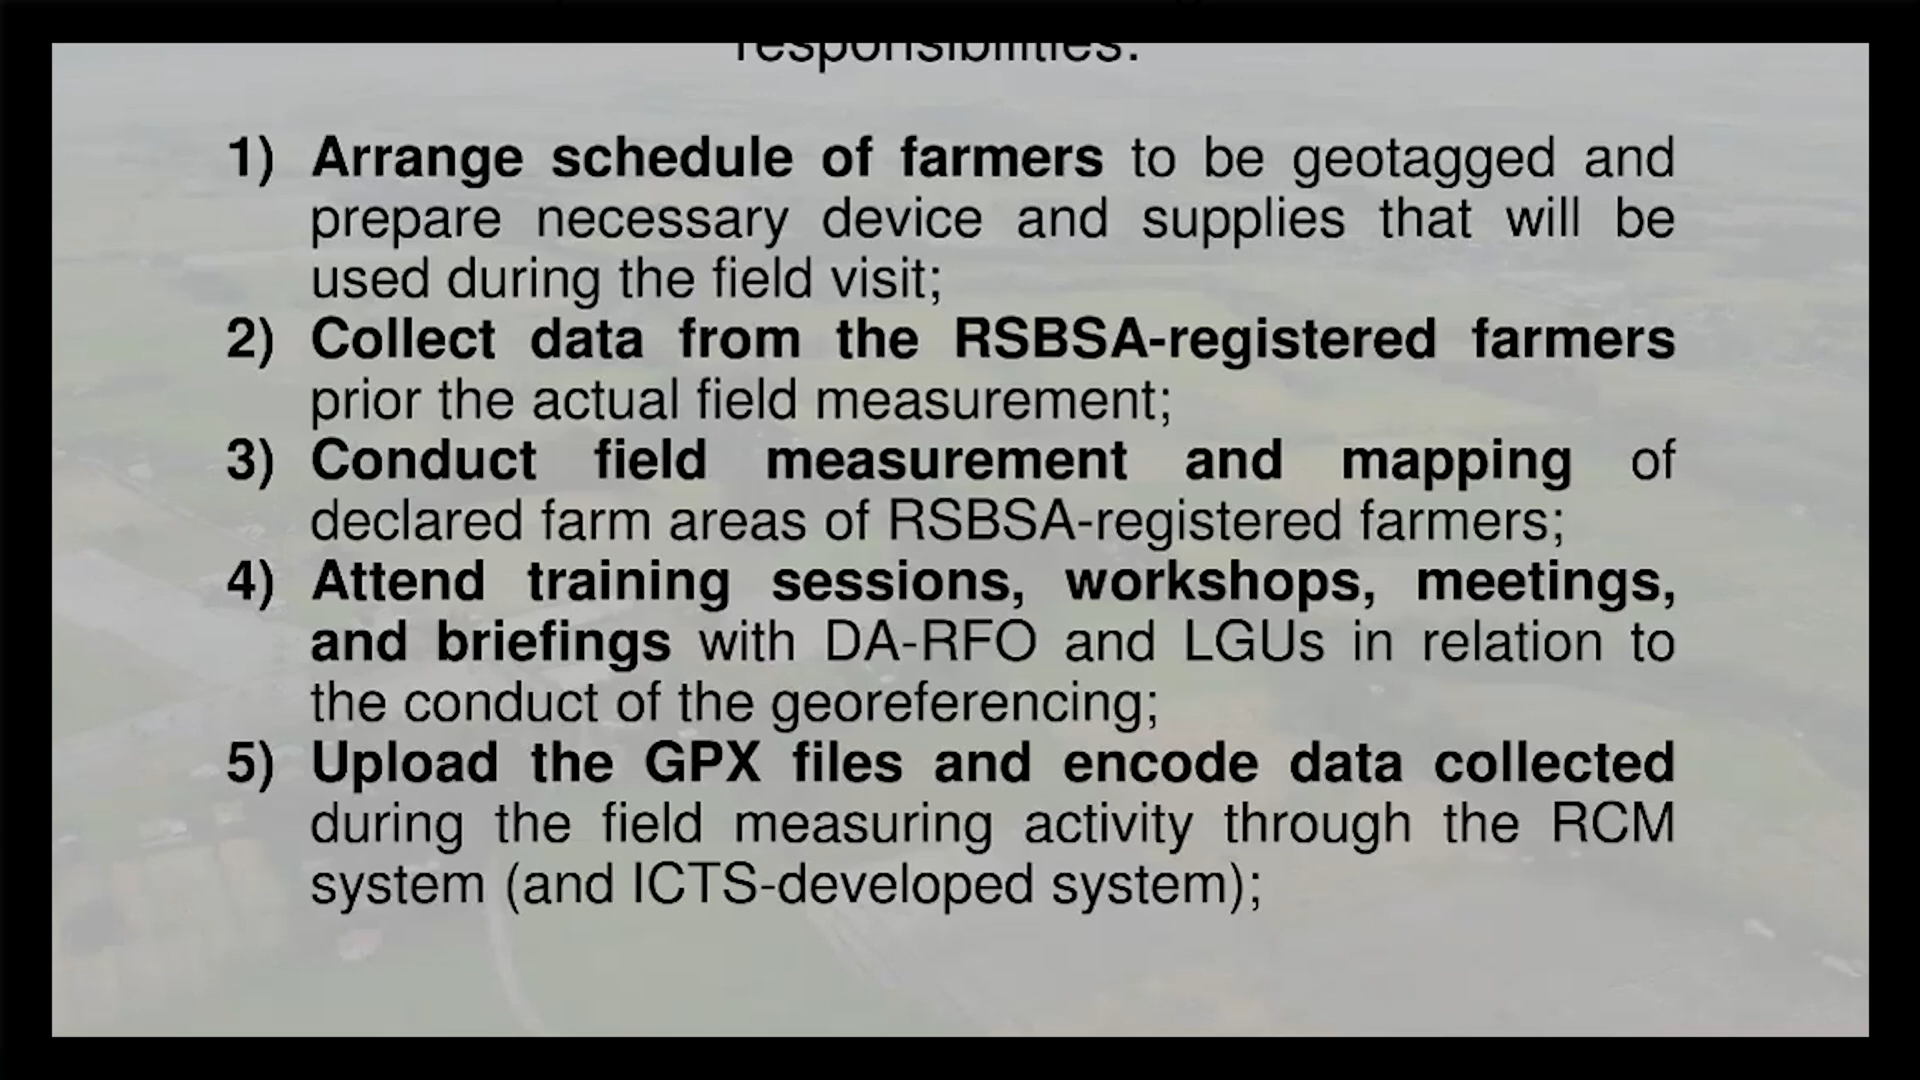 responsibilities:
1) Arrange schedule of farmers to be geotagged and
prepare necessary device and supplies that will be
used during the field visit;
2) Collect data from the RSBSA-registered farmers
prior the actual field measurement;
3) Conduct field measurement and mapping of
declared farm areas of RSBSA-registered farmers;
4) Attend training sessions, workshops, meetings,
and briefings with DA-RFO and LGUs in relation to
the conduct of the georeferencing;
5) Upload the GPX files and encode data collected
during the field measuring activity through the RCM
system (and ICTS-developed system);